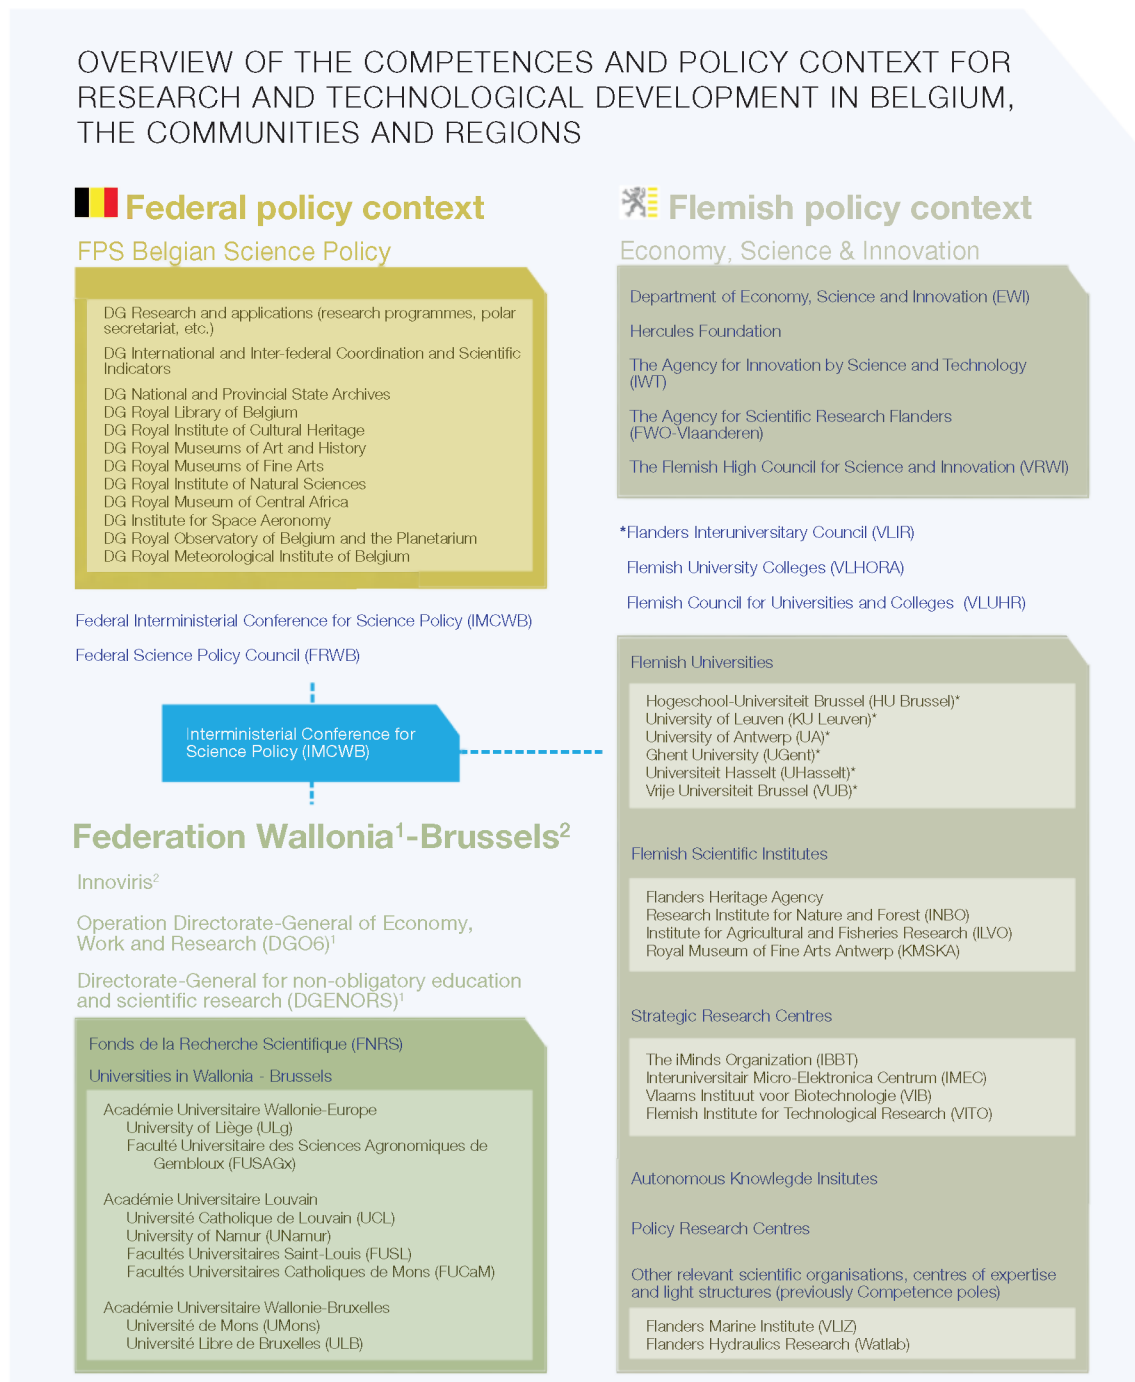 OVERVIEW OF THE COMPETENCES AND POLICY CONTEXT FOR
RESEARCH AND TECHNOLOGICAL DEVELOPMENT IN BELGIUM,
THE COMMUNITIES AND REGIONS
Federal policy context
FPS Belgian Science Policy
DG Research and applications (research programmes, polar
secretariat, etc.)
DG International and Inter-federal Coordination and Scientific
Indicators
DG National and Provincial State Archives
DG Royal Library of Belgium
DG Royal Institute of Cultural Heritage
DG Royal Museums of Art and History
DG Royal Museums of Fine Arts
DG Royal Institute of Natural Sciences
DG Royal Museum of Central Africa
DG Institute for Space Aeronomy
DG Royal Observatory of Belgium and the Planetarium
DG Royal Meteorological Institute of Belgium
Federal Interministerial Conference for Science Policy (IMCWB)
Federal Science Policy Council (FRWB)
Interministerial Conference for
Science Policy (IMCWB)
Federation Wallonia¹-Brussels²
Innoviris²
Operation Directorate-General of Economy,
Work and Research (DGO6)¹
Directorate-General for non-obligatory education
and scientific research (DGENORS)¹
Fonds de la Recherche Scientifique (FNRS)
Universities in Wallonia - Brussels
Académie Universitaire Wallonie-Europe
University of Liège (ULg)
Faculté Universitaire des Sciences Agronomiques de
Gembloux (FUSAGx)
Académie Universitaire Louvain
Université Catholique de Louvain (UCL)
University of Namur (UNamur)
Facultés Universitaires Saint-Louis (FUSL)
Facultés Universitaires Catholiques de Mons (FUCaM)
Académie Universitaire Wallonie-Bruxelles
Université de Mons (UMons)
Université Libre de Bruxelles (ULB)
Flemish policy context
Economy, Science & Innovation
Department of Economy, Science and Innovation (EWI)
Hercules Foundation
The Agency for Innovation by Science and Technology
(IWT)
The Agency for Scientific Research Flanders
(FWO-Vlaanderen)
The Flemish High Council for Science and Innovation (VRWI)
*Flanders Interuniversitary Council (VLIR)
Flemish University Colleges (VLHORA)
Flemish Council for Universities and Colleges (VLUHR)
Flemish Universities
Hogeschool-Universiteit Brussel (HU Brussel)*
University of Leuven (KU Leuven)*
University of Antwerp (UA)*
Ghent University (UGent)*
Universiteit Hasselt (UHasselt)*
Vrije Universiteit Brussel (VUB)*
Flemish Scientific Institutes
Flanders Heritage Agency
Research Institute for Nature and Forest (INBO)
Institute for Agricultural and Fisheries Research (ILVO)
Royal Museum of Fine Arts Antwerp (KMSKA)
Strategic Research Centres
The iMinds Organization (IBBT)
Interuniversitair Micro-Elektronica Centrum (IMEC)
Vlaams Instituut voor Biotechnologie (VIB)
Flemish Institute for Technological Research (VITO)
Autonomous Knowlegde Insitutes
Policy Research Centres
Other relevant scientific organisations, centres of expertise
and light structures (previously Competence poles)
Flanders Marine Institute (VLIZ)
Flanders Hydraulics Research (Watlab)